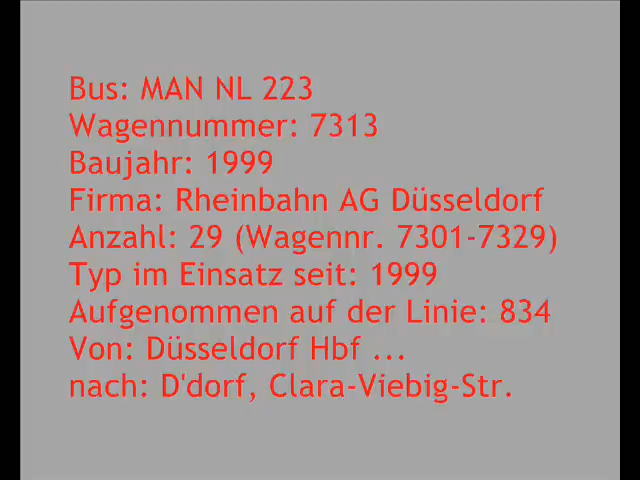 Bus: MAN NL 223
Wagennummer: 7313
Baujahr: 1999
Firma: Rheinbahn AG Düsseldorf
Anzahl: 29 (Wagennr. 7301-7329)
Typ im Einsatz seit: 1999
Aufgenommen auf der Linie: 834
Von: Düsseldorf Hbf ...
nach: D'dorf, Clara-Viebig-Str.